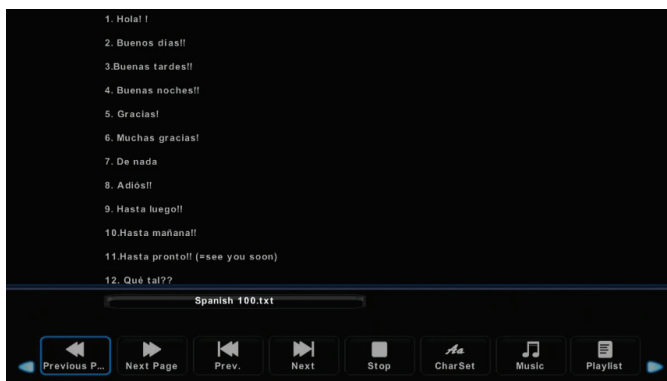 1. Hola! !
2. Buenos días!!
3.Buenas tardes!!
4. Buenas noches!!
5. Gracias!
6. Muchas gracias!
7. De nada
8. Adiós!!
9. Hasta luego!!
10.Hasta mañana!!
11.Hasta pronto!! (=see you soon)
12. Qué tal??
Spanish 100.txt
Previous P...
Next Page
Prev.
Next
Stop
Aa
CharSet
Music
Playlist